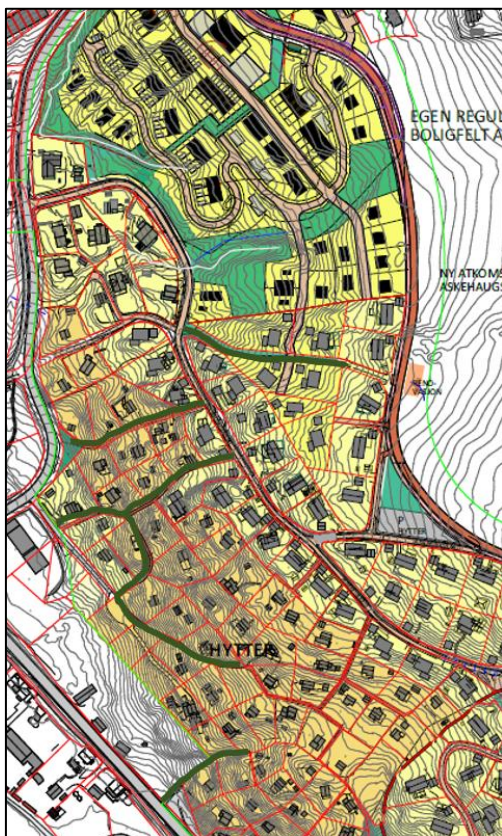 EGEN REGUL
BOLIGFELT A
NY ATKOMS
ASKEHAUGS
RENO-
VASJON
P
HYTTER
HYTTER